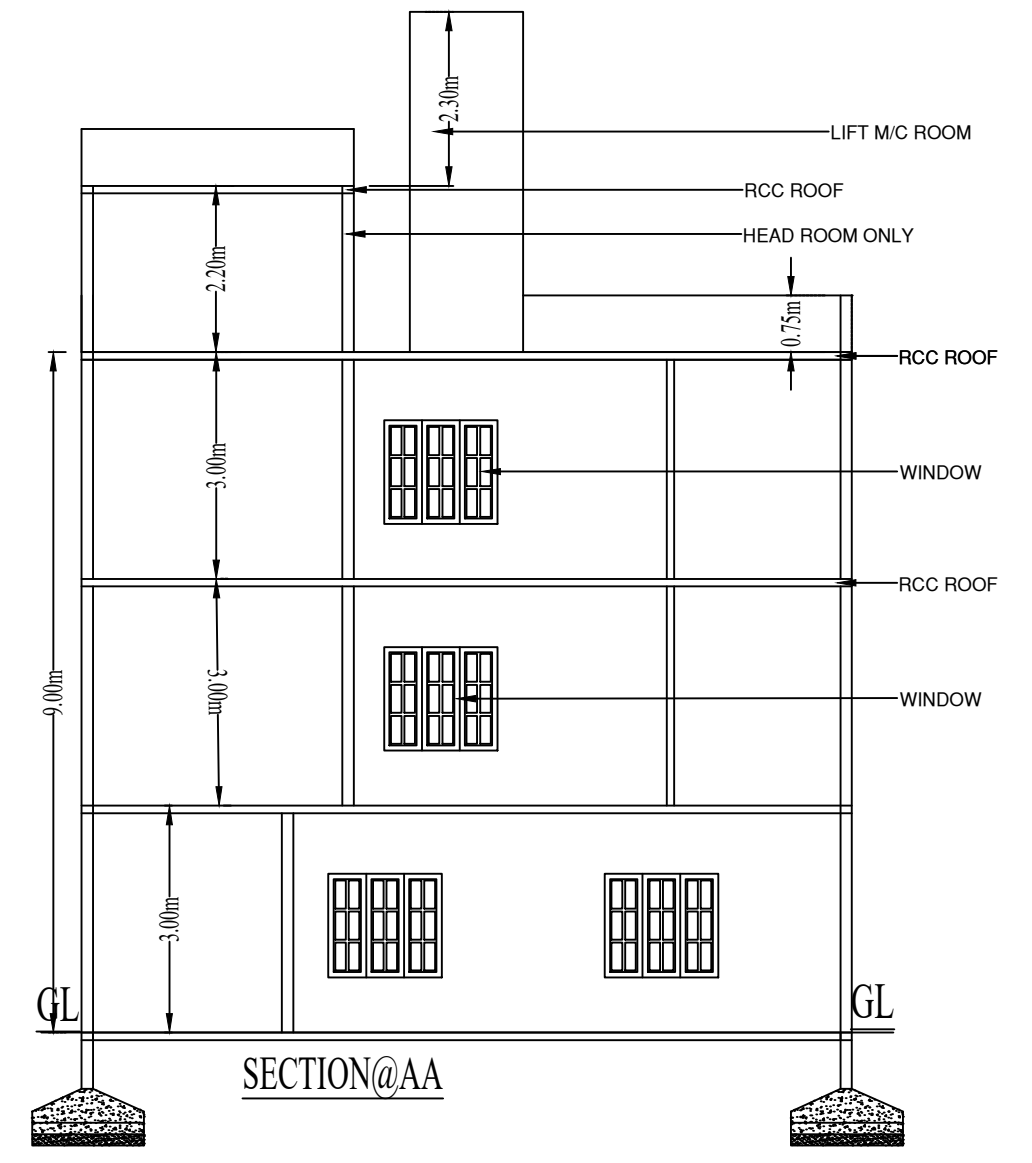 2.30m
LIFT M/C ROOM
RCC ROOF
HEAD ROOM ONLY
2.20m
0.75m
RCC ROOF
3.00m
WINDOW
RCC ROOF
9.00m
3.00m
WINDOW
3.00m
GL
GL
SECTION@AA